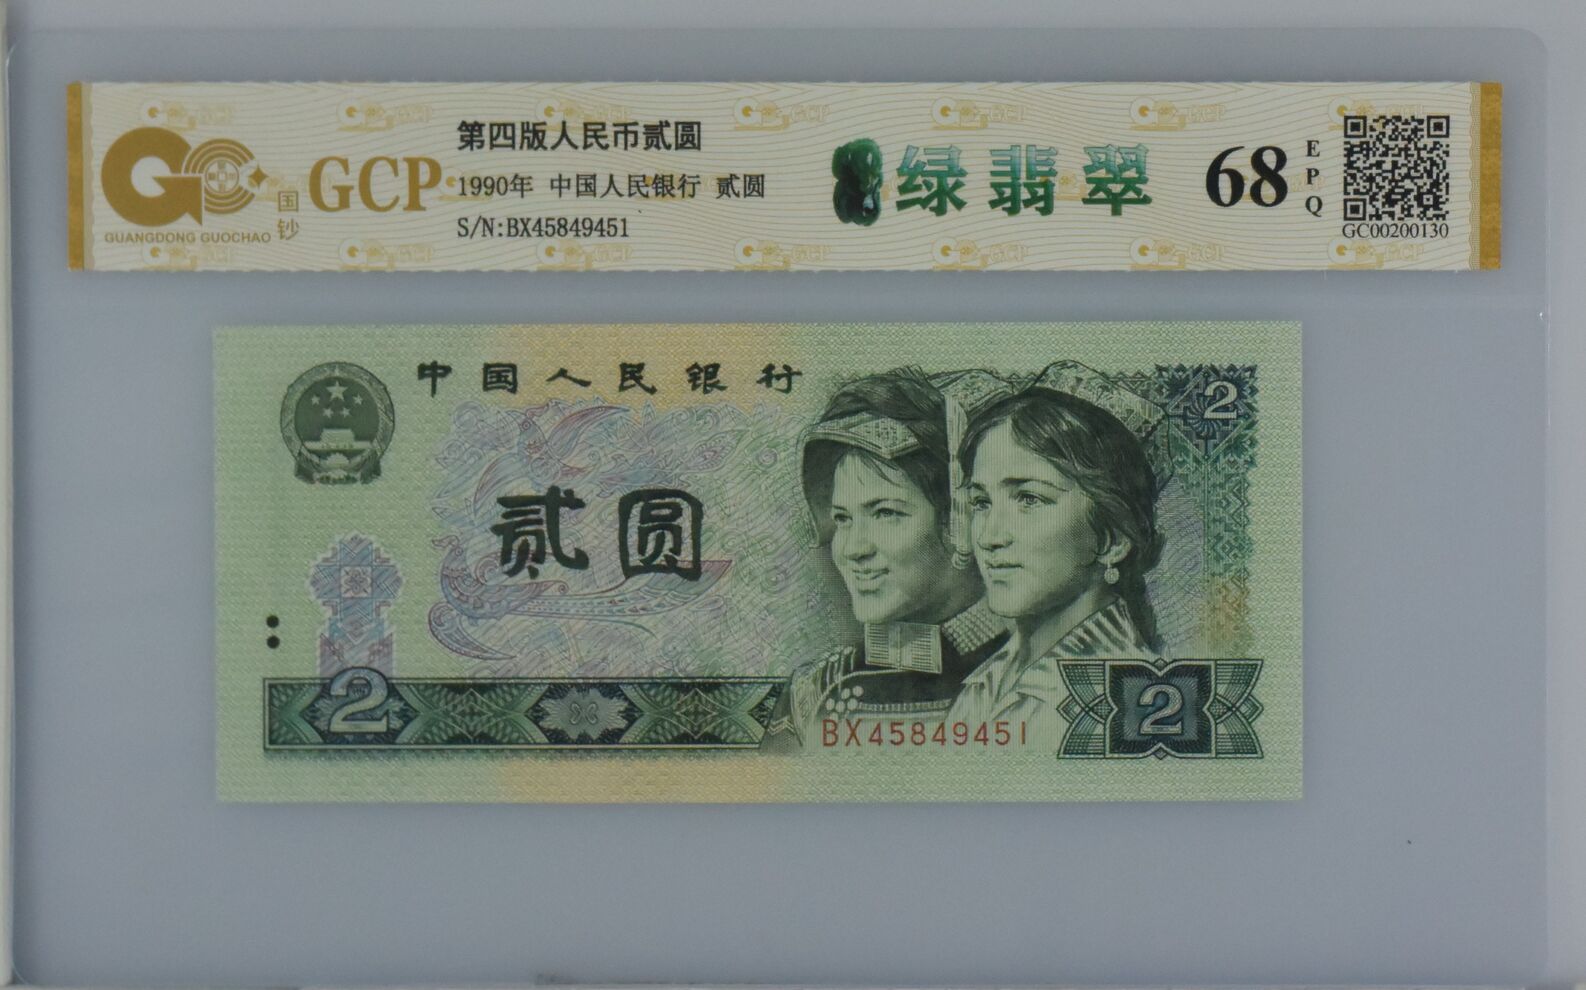 GCP
国钞
GUANGDONG GUOCHAO
第四版人民币贰圆
1990年 中国人民银行 贰圆
S/N:BX45849451
绿翡翠
68
EPQ
GC00200130
中国人民银行
2
贰圆
2
BX45849451
2